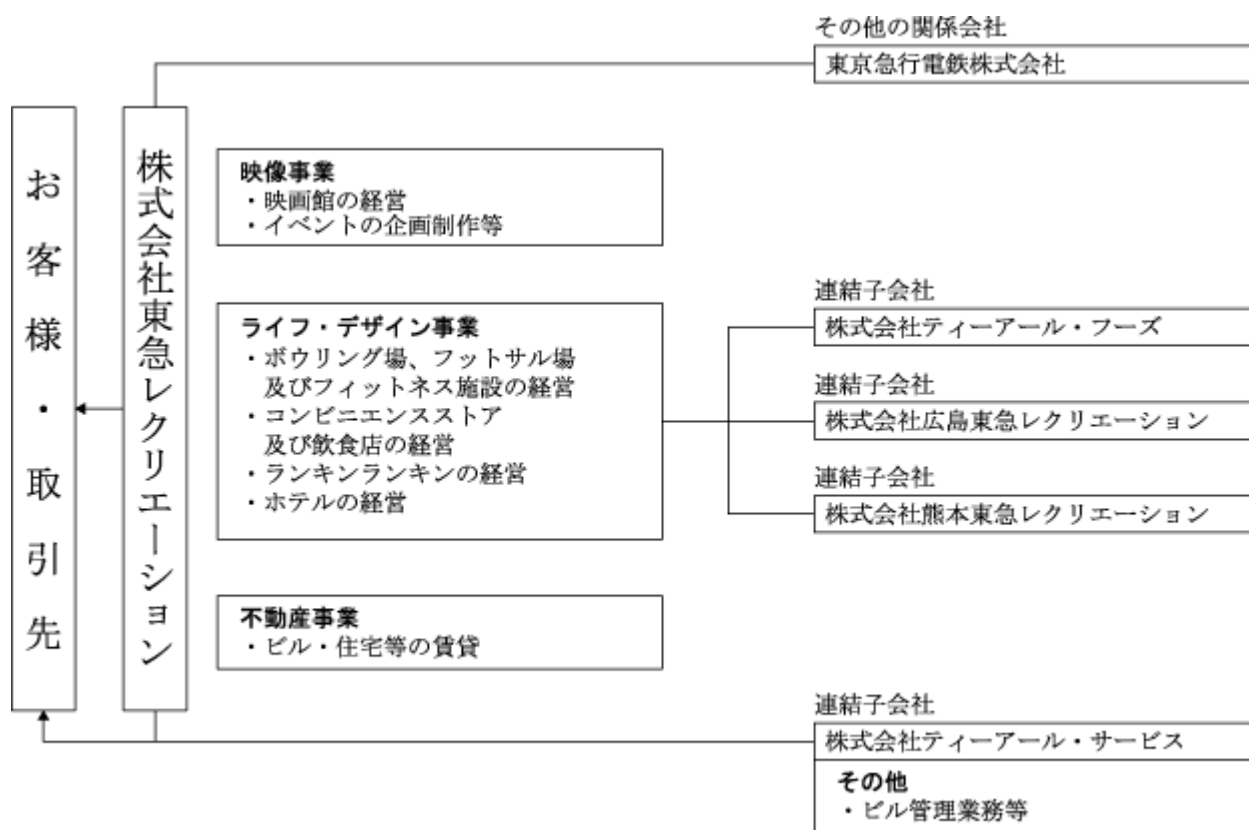 お客様・取引先
株式会社東急レクリエーション
その他の関係会社
東京急行電鉄株式会社
映像事業
・映画館の経営
・イベントの企画制作等
ライフ・デザイン事業
・ボウリング場、フットサル場
及びフィットネス施設の経営
・コンビニエンスストア
及び飲食店の経営
・ランキンランキンの経営
・ホテルの経営
連結子会社
株式会社ティーアール・フーズ
連結子会社
株式会社広島東急レクリエーション
連結子会社
株式会社熊本東急レクリエーション
不動産事業
・ビル・住宅等の賃貸
連結子会社
株式会社ティーアール・サービス
その他
・ビル管理業務等